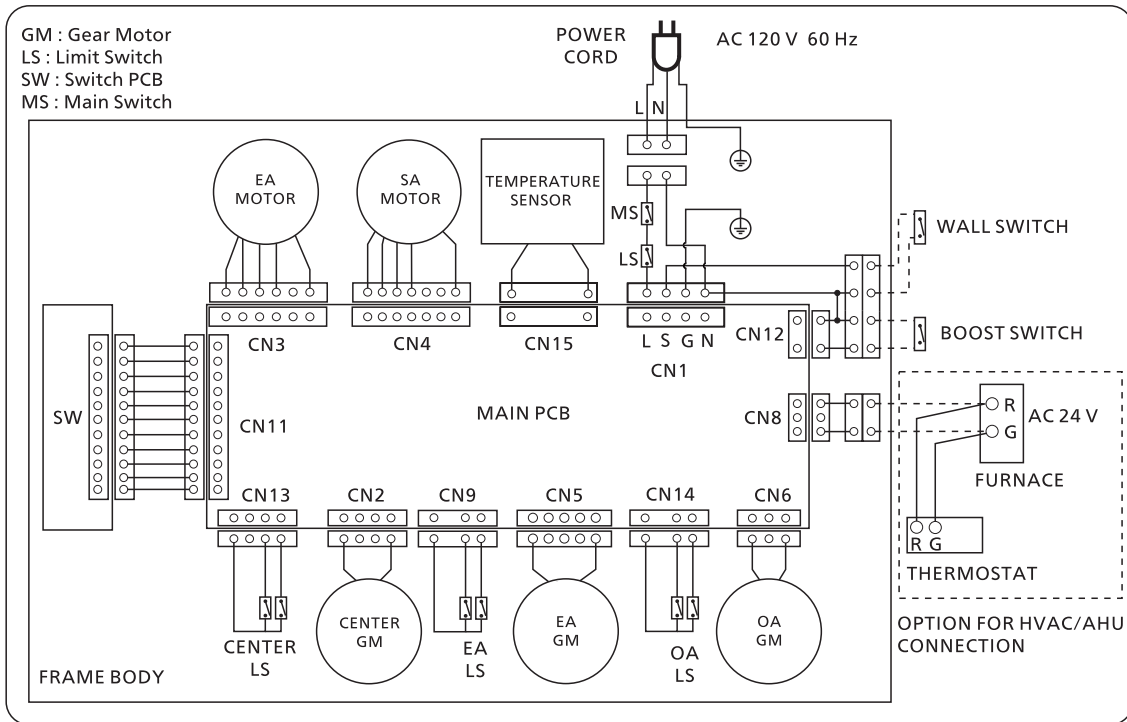 GM : Gear Motor
LS : Limit Switch
SW : Switch PCB
MS : Main Switch
POWER
CORD
AC 120 V 60 Hz
L N
EA
MOTOR
SA
MOTOR
TEMPERATURE
SENSOR
MS
LS
WALL SWITCH
BOOST SWITCH
CN3
CN4
CN15
L S G N
CN1
CN12
SW
CN11
MAIN PCB
CN8
R
G
AC 24 V
FURNACE
R G
THERMOSTAT
OPTION FOR HVAC/AHU
CONNECTION
CN13
CN2
CN9
CN5
CN14
CN6
CENTER
LS
CENTER
GM
EA
LS
EA
GM
OA
LS
OA
GM
FRAME BODY